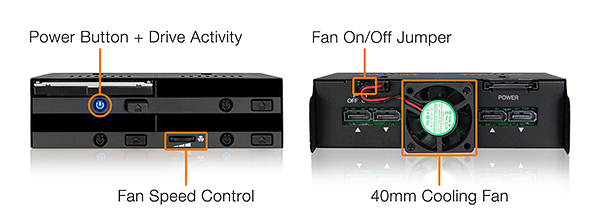 Power Button + Drive Activity
Fan On/Off Jumper
OFF
POWER
Fan Speed Control
40mm Cooling Fan